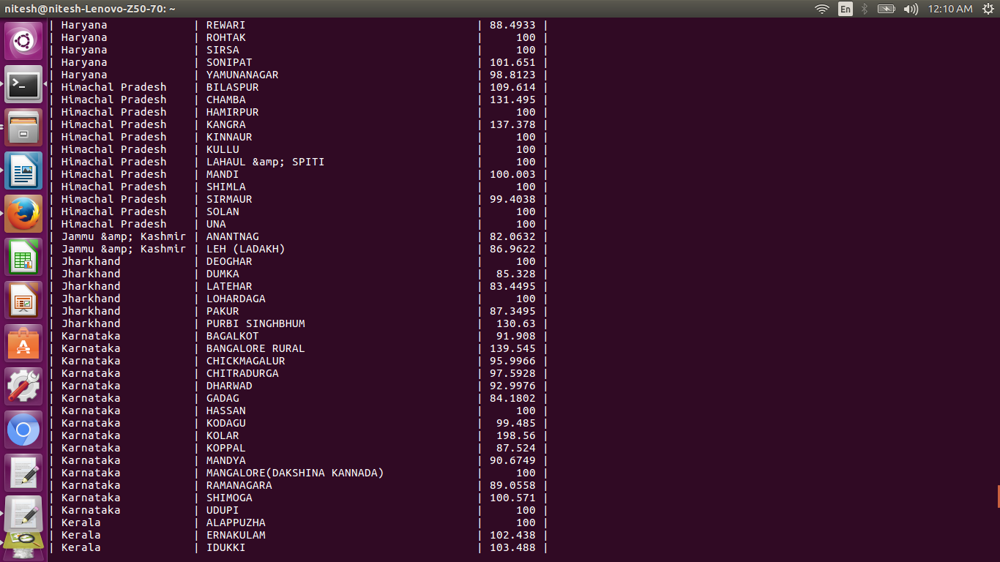 nitesh@nitesh-Lenovo-Z50-70: ~ En 12:10 AM
| Haryana | REWARI | 88.4933 |
| Haryana | ROHTAK | 100 |
| Haryana | SIRSA | 100 |
| Haryana | SONIPAT | 101.651 |
| Haryana | YAMUNANAGAR | 98.8123 |
| Himachal Pradesh | BILASPUR | 109.614 |
| Himachal Pradesh | CHAMBA | 131.495 |
| Himachal Pradesh | HAMIRPUR | 100 |
| Himachal Pradesh | KANGRA | 137.378 |
| Himachal Pradesh | KINNAUR | 100 |
| Himachal Pradesh | KULLU | 100 |
| Himachal Pradesh | LAHAUL &amp; SPITI | 100 |
| Himachal Pradesh | MANDI | 100.003 |
| Himachal Pradesh | SHIMLA | 100 |
| Himachal Pradesh | SIRMAUR | 99.4038 |
| Himachal Pradesh | SOLAN | 100 |
| Himachal Pradesh | UNA | 100 |
| Jammu &amp; Kashmir | ANANTNAG | 82.0632 |
| Jammu &amp; Kashmir | LEH (LADAKH) | 86.9622 |
| Jharkhand | DEOGHAR | 100 |
| Jharkhand | DUMKA | 85.328 |
| Jharkhand | LATEHAR | 83.4495 |
| Jharkhand | LOHARDAGA | 100 |
| Jharkhand | PAKUR | 87.3495 |
| Jharkhand | PURBI SINGHBHUM | 130.63 |
| Karnataka | BAGALKOT | 91.908 |
| Karnataka | BANGALORE RURAL | 139.545 |
| Karnataka | CHICKMAGALUR | 95.9966 |
| Karnataka | CHITRADURGA | 97.5928 |
| Karnataka | DHARWAD | 92.9976 |
| Karnataka | GADAG | 84.1802 |
| Karnataka | HASSAN | 100 |
| Karnataka | KODAGU | 99.485 |
| Karnataka | KOLAR | 198.56 |
| Karnataka | KOPPAL | 87.524 |
| Karnataka | MANDYA | 90.6749 |
| Karnataka | MANGALORE(DAKSHINA KANNADA) | 100 |
| Karnataka | RAMANAGARA | 89.0558 |
| Karnataka | SHIMOGA | 100.571 |
| Karnataka | UDUPI | 100 |
| Kerala | ALAPPUZHA | 100 |
| Kerala | ERNAKULAM | 102.438 |
| Kerala | IDUKKI | 103.488 |